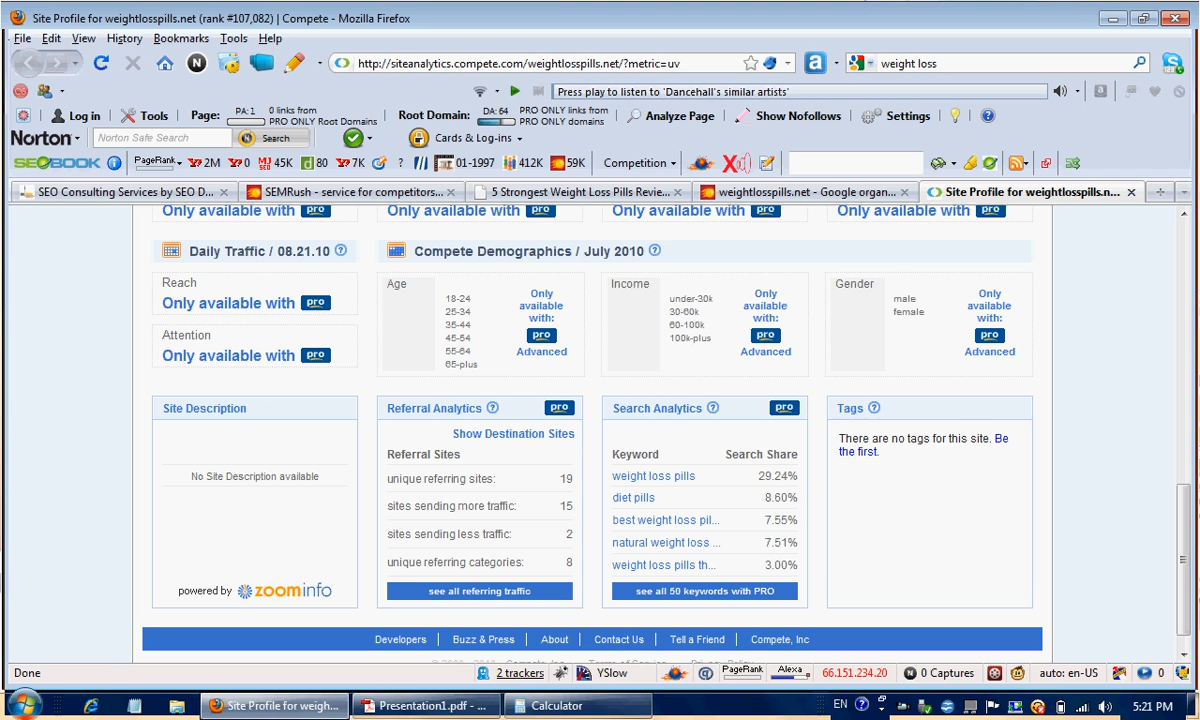 Site Profile for weightlosspills.net (rank #107,082) | Compete - Mozilla Firefox
File Edit View History Bookmarks Tools Help
http://siteanalytics.compete.com/weightlosspills.net/?metric=uv
weight loss
Press play to listen to 'Dancehall's similar artists'
Log in Tools Page: PA: 1 0 links from PRO ONLY Root Domains Root Domain: DA: 64 PRO ONLY links from PRO ONLY domains Analyze Page Show Nofollows Settings
Norton Norton Safe Search Search Cards & Log-ins
SEOBOOK PageRank 2M 0 MJ 45K d 80 7K ? 01-1997 412K 59K Competition
SEO Consulting Services by SEO D... SEMRush - service for competitors... 5 Strongest Weight Loss Pills Revie... weightlosspills.net - Google organ... Site Profile for weightlosspills.n...
Only available with pro Only available with pro Only available with pro Only available with pro
Daily Traffic / 08.21.10
Compete Demographics / July 2010
Reach
Only available with pro
Attention
Only available with pro
Age
18-24
25-34
35-44
45-54
55-64
65-plus
Only
available
with:
pro
Advanced
Income
under-30k
30-60k
60-100k
100k-plus
Only
available
with:
pro
Advanced
Gender
male
female
Only
available
with:
pro
Advanced
Site Description
No Site Description available
powered by zoominfo
Referral Analytics pro
Show Destination Sites
Referral Sites
unique referring sites: 19
sites sending more traffic: 15
sites sending less traffic: 2
unique referring categories: 8
see all referring traffic
Search Analytics pro
Keyword Search Share
weight loss pills 29.24%
diet pills 8.60%
best weight loss pil... 7.55%
natural weight loss ... 7.51%
weight loss pills th... 3.00%
see all 50 keywords with PRO
Tags
There are no tags for this site. Be
the first.
Developers | Buzz & Press | About | Contact Us | Tell a Friend | Compete, Inc
Done 2 trackers YSlow PageRank Alexa 66.151.234.20 0 Captures auto: en-US 0
Site Profile for weigh... Presentation1.pdf - ... Calculator EN 5:21 PM